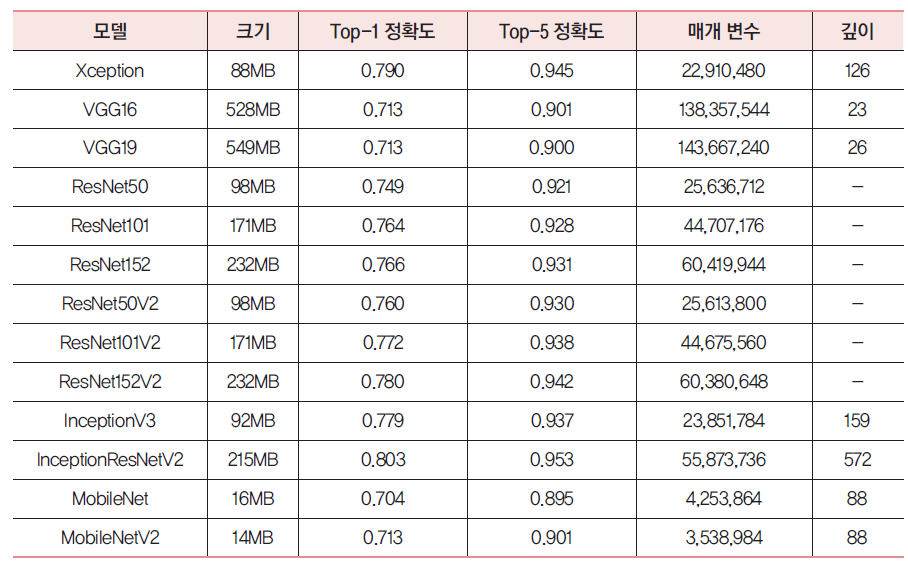 모델 크기 Top-1 정확도 Top-5 정확도 매개 변수 깊이
Xception 88MB 0.790 0.945 22,910,480 126
VGG16 528MB 0.713 0.901 138,357,544 23
VGG19 549MB 0.713 0.900 143,667,240 26
ResNet50 98MB 0.749 0.921 25,636,712 –
ResNet101 171MB 0.764 0.928 44,707,176 –
ResNet152 232MB 0.766 0.931 60,419,944 –
ResNet50V2 98MB 0.760 0.930 25,613,800 –
ResNet101V2 171MB 0.772 0.938 44,675,560 –
ResNet152V2 232MB 0.780 0.942 60,380,648 –
InceptionV3 92MB 0.779 0.937 23,851,784 159
InceptionResNetV2 215MB 0.803 0.953 55,873,736 572
MobileNet 16MB 0.704 0.895 4,253,864 88
MobileNetV2 14MB 0.713 0.901 3,538,984 88